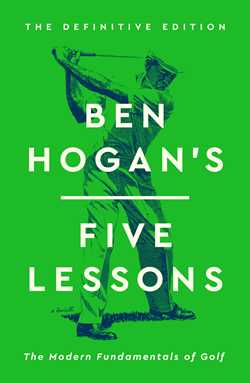 THE DEFINITIVE EDITION
BEN
HOGAN'S
FIVE
LESSONS
The Modern Fundamentals of Golf